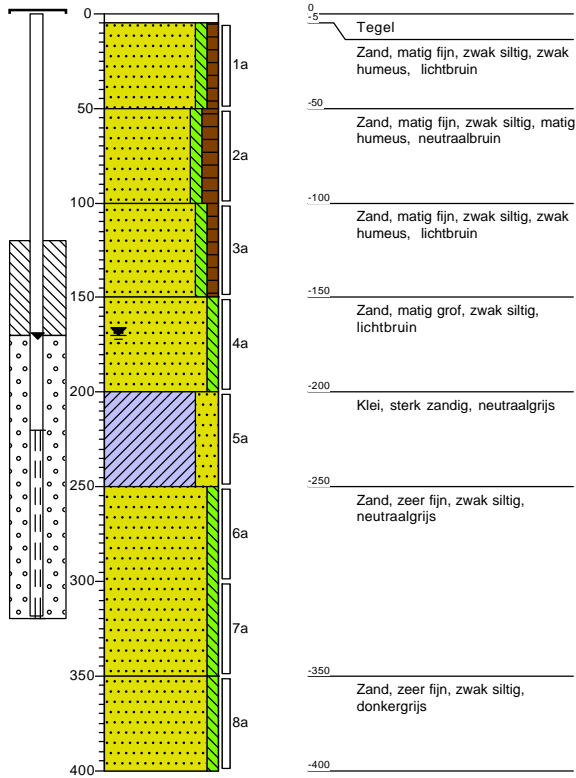 0
50
100
150
200
250
300
350
400
1a
2a
3a
4a
5a
6a
7a
8a
0
-5
Tegel
Zand, matig fijn, zwak siltig, zwak
humeus, lichtbruin
-50
Zand, matig fijn, zwak siltig, matig
humeus, neutraalbruin
-100
Zand, matig fijn, zwak siltig, zwak
humeus, lichtbruin
-150
Zand, matig grof, zwak siltig,
lichtbruin
-200
Klei, sterk zandig, neutraalgrijs
-250
Zand, zeer fijn, zwak siltig,
neutraalgrijs
-350
Zand, zeer fijn, zwak siltig,
donkergrijs
-400